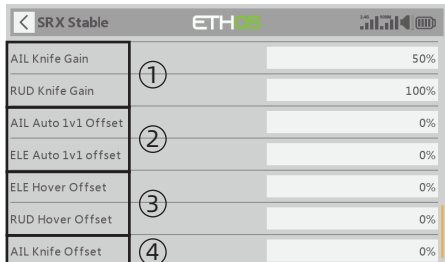 SRX Stable ETHOS
AIL Knife Gain 50%
①
RUD Knife Gain 100%
AIL Auto 1v1 Offset 0%
②
ELE Auto 1v1 offset 0%
ELE Hover Offset 0%
③
RUD Hover Offset 0%
AIL Knife Offset ④ 0%